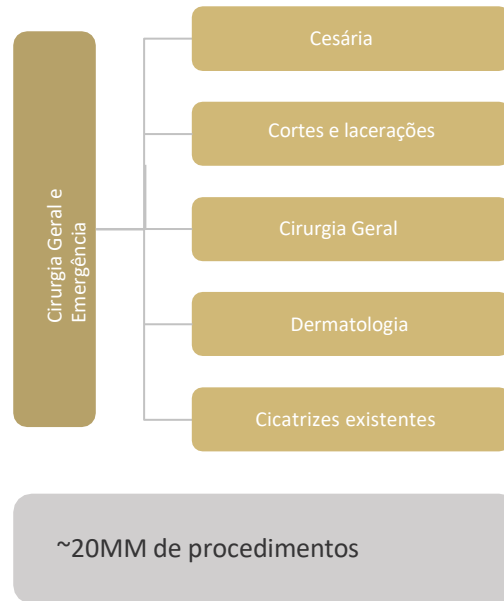 Cirurgia Geral e
Emergência
Cesária
Cortes e lacerações
Cirurgia Geral
Dermatologia
Cicatrizes existentes
~20MM de procedimentos